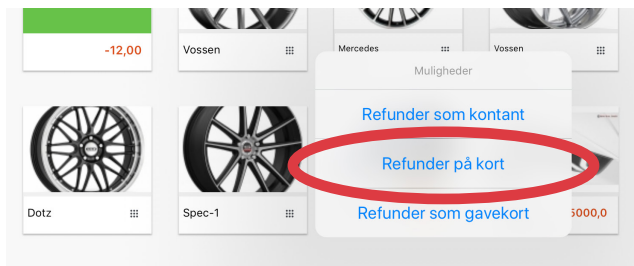 -12,00
Vossen
Mercedes
Vossen
Muligheder
Refunder som kontant
Refunder på kort
Refunder som gavekort
Dotz
Spec-1
5000,0